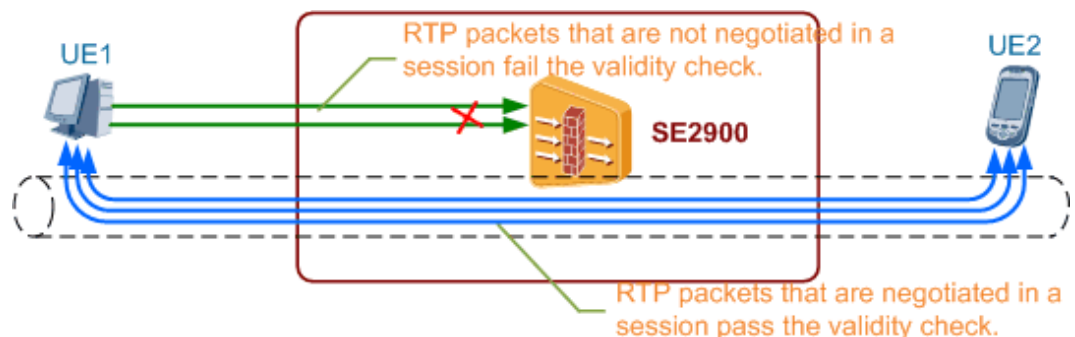 RTP packets that are not negotiated in a
session fail the validity check.
UE1
UE2
SE2900
RTP packets that are negotiated in a
session pass the validity check.